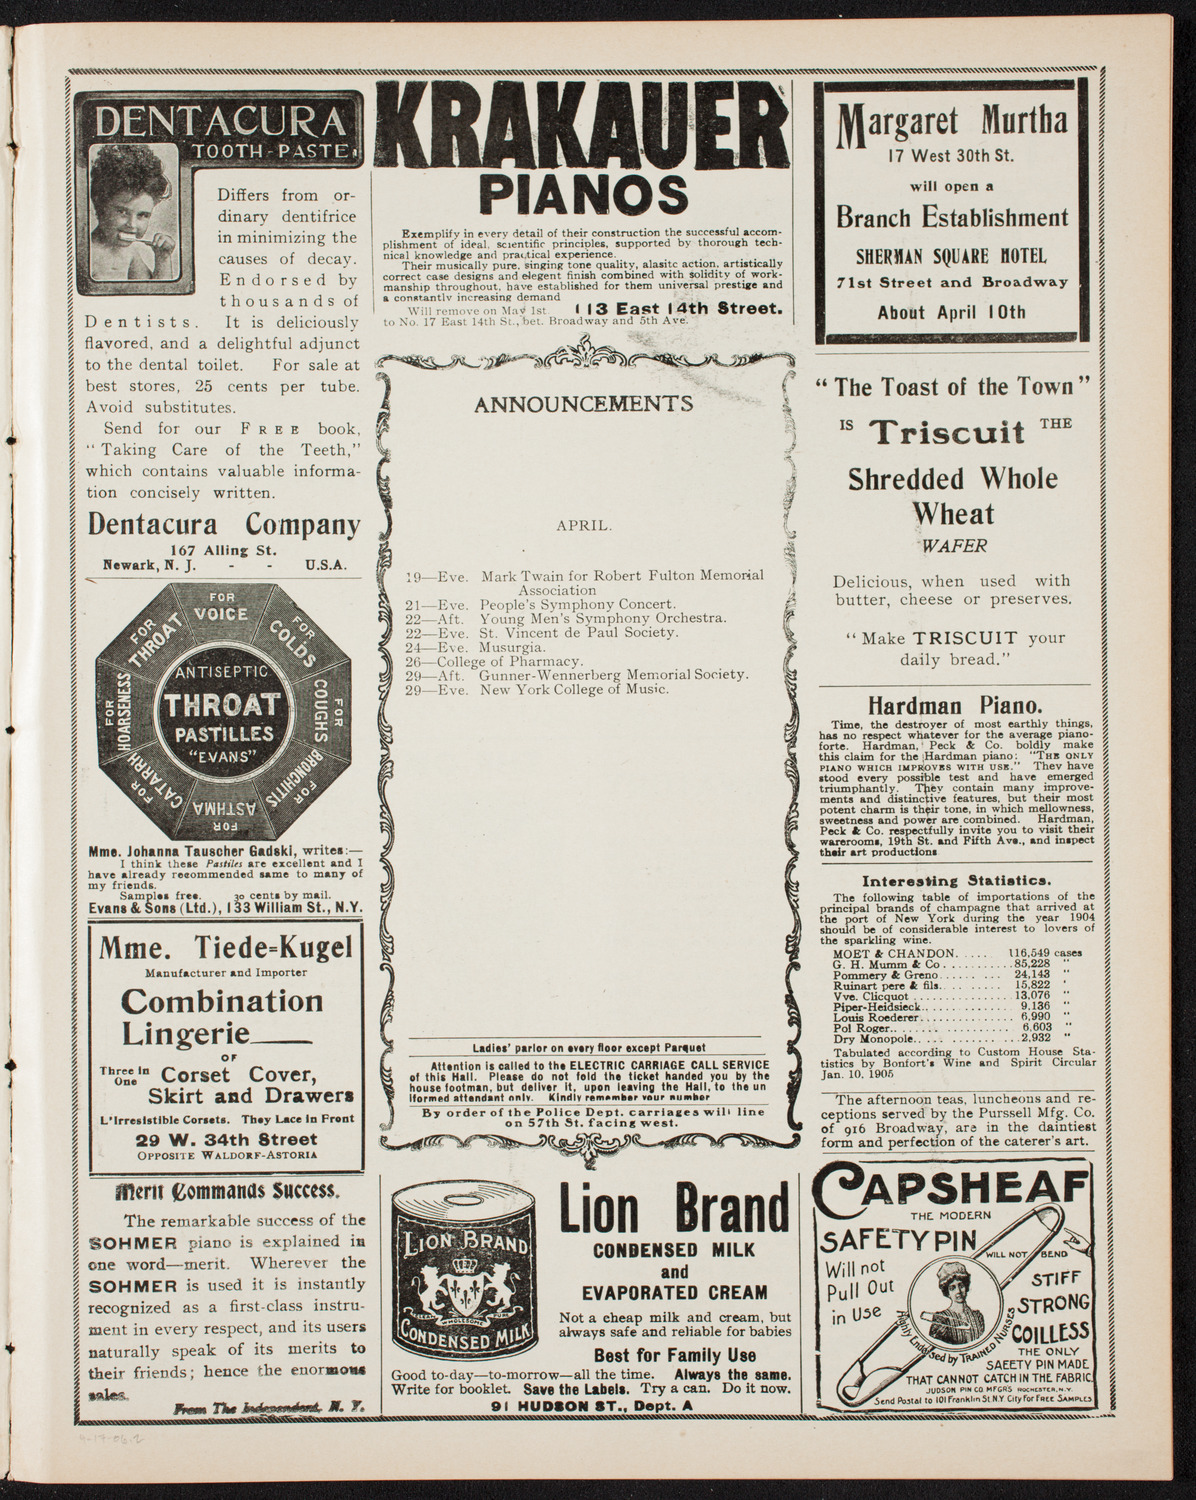 DENTACURA
TOOTH-PASTE
Differs from or-
dinary dentifrice
in minimizing the
causes of decay.
Endorsed by
thousands of
Dentists. It is deliciously
flavored, and a delightful adjunct
to the dental toilet. For sale at
best stores, 25 cents per tube.
Avoid substitutes.
Send for our FREE book,
"Taking Care of the Teeth,"
which contains valuable informa-
tion concisely written.
Dentacura Company
167 Alling St.
Newark, N. J. - - U.S.A.
FOR VOICE
FOR COLDS
FOR COUGHS
FOR BRONCHITIS
FOR ASTHMA
FOR CATARRH
FOR HOARSENESS
FOR THROAT
ANTISEPTIC
THROAT
PASTILLES
"EVANS"
Mme. Johanna Tauscher Gadski, writes:—
I think these Pastiles are excellent and I
have already recommended same to many of
my friends.
Samples free. 30 cents by mail.
Evans & Sons (Ltd.), 133 William St., N.Y.
Mme. Tiede=Kugel
Manufacturer and Importer
Combination
Lingerie
OF
Three in One Corset Cover,
Skirt and Drawers
L'Irresistible Corsets. They Lace in Front
29 W. 34th Street
OPPOSITE WALDORF-ASTORIA
Merit Commands Success.
The remarkable success of the
SOHMER piano is explained in
one word—merit. Wherever the
SOHMER is used it is instantly
recognized as a first-class instru-
ment in every respect, and its users
naturally speak of its merits to
their friends; hence the enormous
sales.
From The Independent, N. Y.
KRAKAUER
PIANOS
Exemplify in every detail of their construction the successful accom-
plishment of ideal, scientific principles, supported by thorough tech-
nical knowledge and practical experience.
Their musically pure, singing tone quality, alasitc action, artistically
correct case designs and elegent finish combined with solidity of work-
manship throughout, have established for them universal prestige and
a constantly increasing demand
Will remove on May 1st. 113 East 14th Street.
to No. 17 East 14th St., bet. Broadway and 5th Ave.
ANNOUNCEMENTS
APRIL.
19—Eve. Mark Twain for Robert Fulton Memorial
Association
21—Eve. People's Symphony Concert.
22—Aft. Young Men's Symphony Orchestra.
22—Eve. St. Vincent de Paul Society.
24—Eve. Musurgia.
26—College of Pharmacy.
29—Aft. Gunner-Wennerberg Memorial Society.
29—Eve. New York College of Music.
Ladies' parlor on every floor except Parquet
Attention is called to the ELECTRIC CARRIAGE CALL SERVICE
of this Hall. Please do not fold the ticket handed you by the
house footman, but deliver it, upon leaving the Hall, to the un
iformed attendant only. Kindly remember your number
By order of the Police Dept. carriages will line
on 57th St. facing west.
LION BRAND
WHOLESOME
CONDENSED MILK
Lion Brand
CONDENSED MILK
and
EVAPORATED CREAM
Not a cheap milk and cream, but
always safe and reliable for babies
Best for Family Use
Good to-day—to-morrow—all the time. Always the same.
Write for booklet. Save the Labels. Try a can. Do it now.
91 HUDSON ST., Dept. A
Margaret Murtha
17 West 30th St.
will open a
Branch Establishment
SHERMAN SQUARE HOTEL
71st Street and Broadway
About April 10th
"The Toast of the Town"
IS Triscuit THE
Shredded Whole
Wheat
WAFER
Delicious, when used with
butter, cheese or preserves.
"Make TRISCUIT your
daily bread."
Hardman Piano.
Time, the destroyer of most earthly things,
has no respect whatever for the average piano-
forte. Hardman, Peck & Co. boldly make
this claim for the Hardman piano: "THE ONLY
PIANO WHICH IMPROVES WITH USE." They have
stood every possible test and have emerged
triumphantly. They contain many improve-
ments and distinctive features, but their most
potent charm is their tone, in which mellowness,
sweetness and power are combined. Hardman,
Peck & Co. respectfully invite you to visit their
warerooms, 19th St. and Fifth Ave., and inspect
their art productions
Interesting Statistics.
The following table of importations of the
principal brands of champagne that arrived at
the port of New York during the year 1904
should be of considerable interest to lovers of
the sparkling wine.
MOET & CHANDON..... 116,549 cases
G. H. Mumm & Co.......... 85,228 "
Pommery & Greno........ 24,143 "
Ruinart pere & fils......... 15,822 "
Vve. Clicquot .............. 13,076 "
Piper-Heidsieck............. 9,136 "
Louis Roederer............. 6,990 "
Pol Roger................ 6,603 "
Dry Monopole............... 2,932 "
Tabulated according to Custom House Sta-
tistics by Bonfort's Wine and Spirit Circular
Jan. 10, 1905
The afternoon teas, luncheons and re-
ceptions served by the Purssell Mfg. Co.
of 916 Broadway, are in the daintiest
form and perfection of the caterer's art.
CAPSHEAF
THE MODERN
SAFETY PIN
WILL NOT BEND
Will not
Pull Out
in Use
STIFF
STRONG
COILLESS
Highly Endorsed by TRAINED NURSES
THE ONLY
SAFETY PIN MADE
THAT CANNOT CATCH IN THE FABRIC
JUDSON PIN CO. MFGRS ROCHESTER, N.Y.
Send Postal to 101 Franklin St. N.Y. City for FREE SAMPLES
4-17-06.2